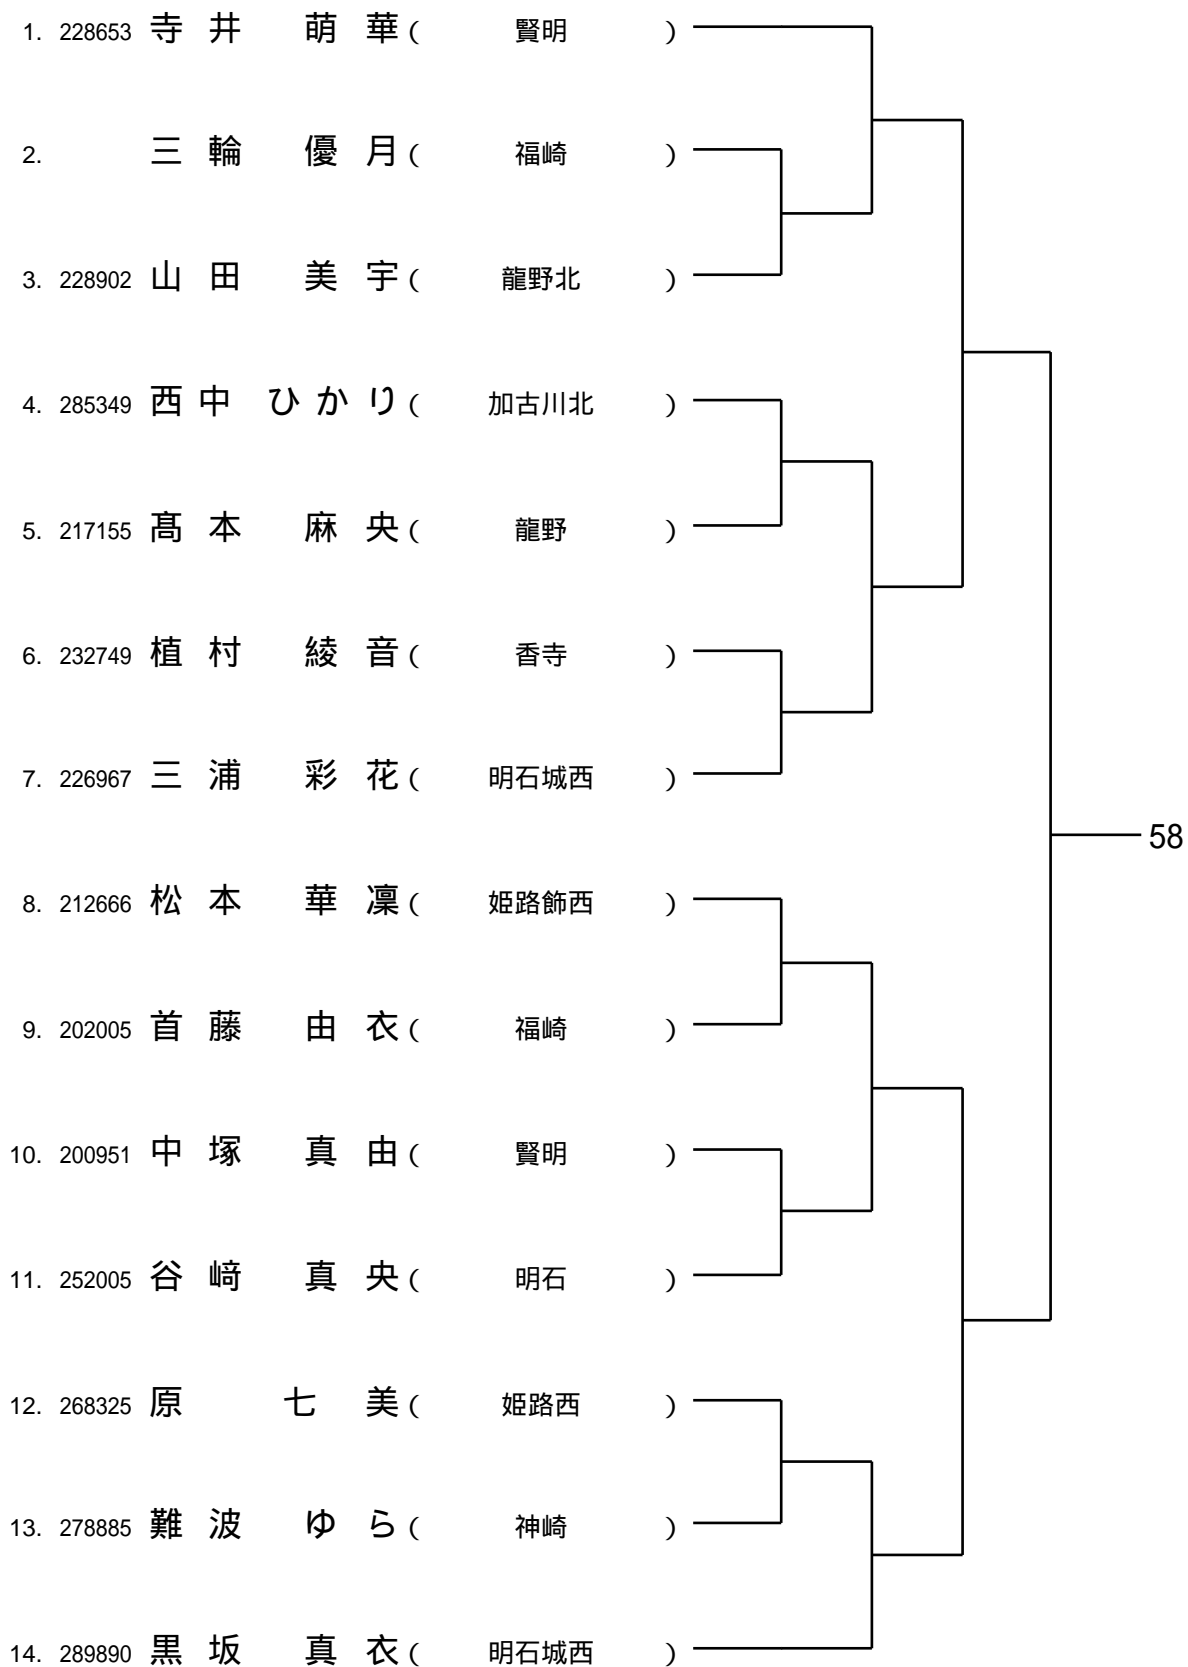 1. 228653 寺井 萌華 ( 賢明 )
2. 三輪 優月 ( 福崎 )
3. 228902 山田 美宇 ( 龍野北 )
4. 285349 西中 ひかり ( 加古川北 )
5. 217155 髙本 麻央 ( 龍野 )
6. 232749 植村 綾音 ( 香寺 )
7. 226967 三浦 彩花 ( 明石城西 )
58
8. 212666 松本 華凜 ( 姫路飾西 )
9. 202005 首藤 由衣 ( 福崎 )
10. 200951 中塚 真由 ( 賢明 )
11. 252005 谷﨑 真央 ( 明石 )
12. 268325 原 七美 ( 姫路西 )
13. 278885 難波 ゆら ( 神崎 )
14. 289890 黒坂 真衣 ( 明石城西 )